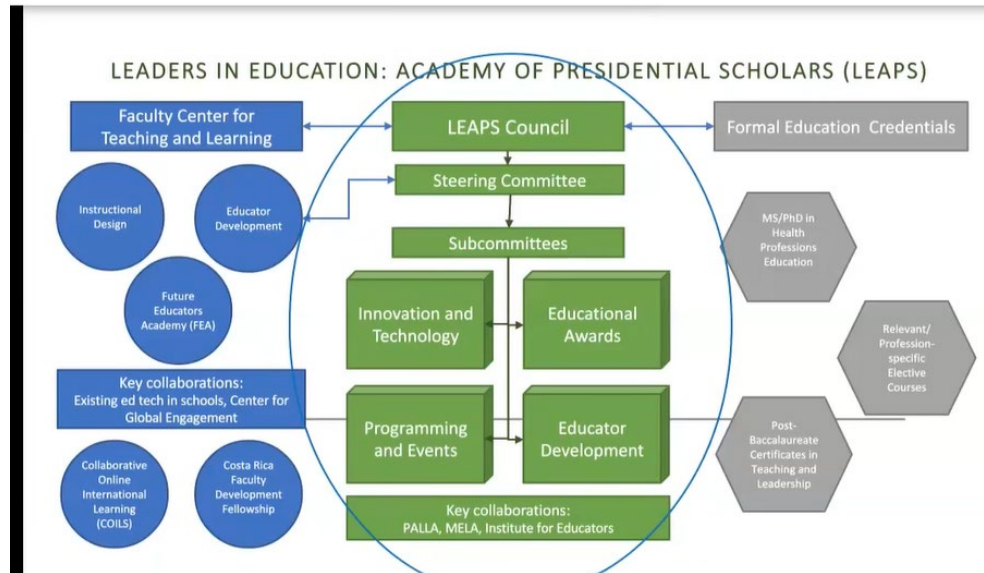 LEADERS IN EDUCATION: ACADEMY OF PRESIDENTIAL SCHOLARS (LEAPS)
Faculty Center for
Teaching and Learning
LEAPS Council
Formal Education Credentials
Steering Committee
Instructional
Design
Educator
Development
Subcommittees
MS/PhD in
Health
Professions
Education
Future
Educators
Academy (FEA)
Innovation and
Technology
Educational
Awards
Relevant/
Profession-
specific
Elective
Courses
Key collaborations:
Existing ed tech in schools, Center for
Global Engagement
Programming
and Events
Educator
Development
Post-
Baccalaureate
Certificates in
Teaching and
Leadership
Collaborative
Online
International
Learning
(COILS)
Costa Rica
Faculty
Development
Fellowship
Key collaborations:
PALLA, MELA, Institute for Educators